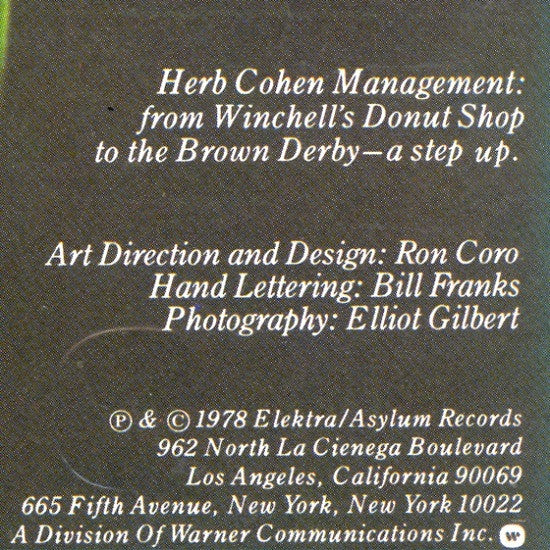 Herb Cohen Management:
from Winchell's Donut Shop
to the Brown Derby—a step up.
Art Direction and Design: Ron Coro
Hand Lettering: Bill Franks
Photography: Elliot Gilbert
℗ & © 1978 Elektra/Asylum Records
962 North La Cienega Boulevard
Los Angeles, California 90069
665 Fifth Avenue, New York, New York 10022
A Division Of Warner Communications Inc.